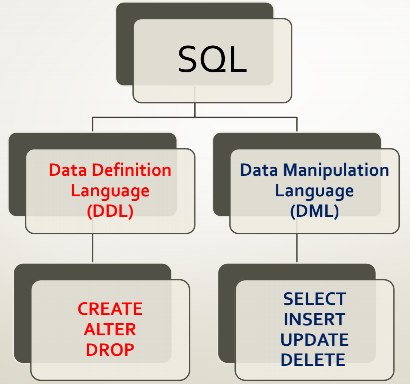 SQL
Data Definition
Language
(DDL)
Data Manipulation
Language
(DML)
CREATE
ALTER
DROP
SELECT
INSERT
UPDATE
DELETE